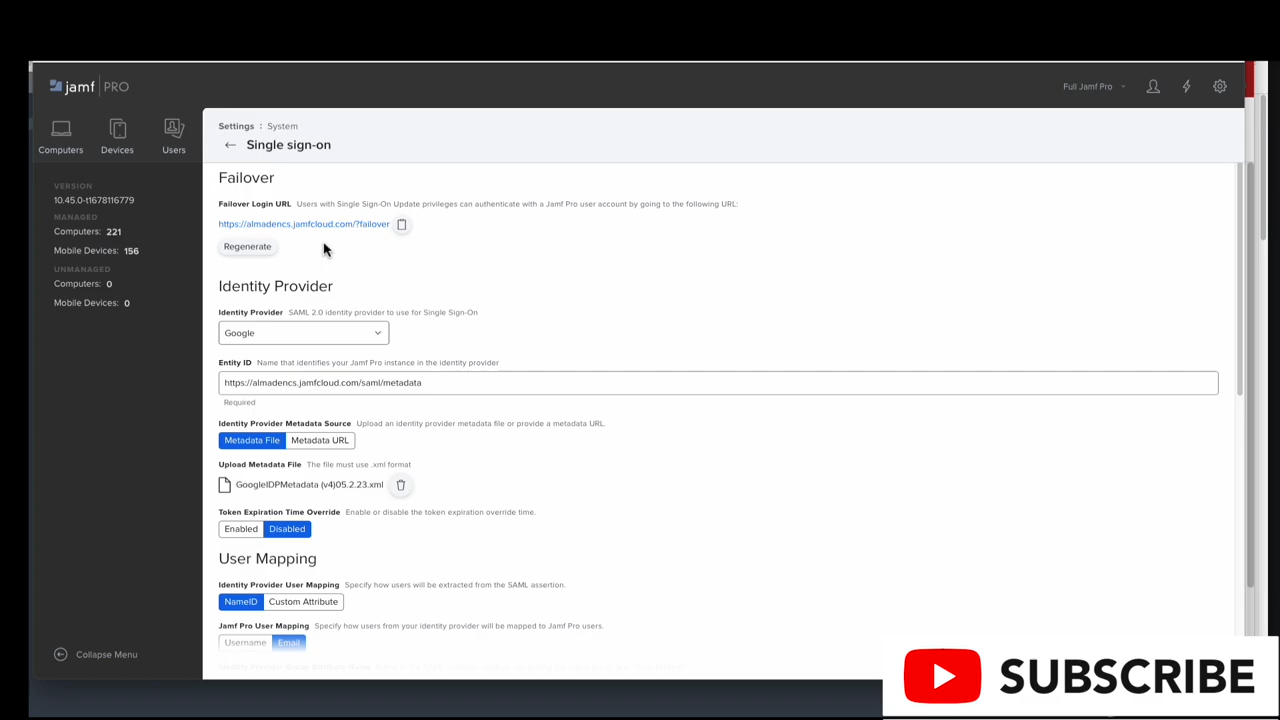 jamf PRO
Full Jamf Pro
Computers Devices Users
VERSION
10.45.0-t1678116779
MANAGED
Computers: 221
Mobile Devices: 156
UNMANAGED
Computers: 0
Mobile Devices: 0
Collapse Menu
Settings : System
← Single sign-on
Failover
Failover Login URL Users with Single Sign-On Update privileges can authenticate with a Jamf Pro user account by going to the following URL:
https://almadencs.jamfcloud.com/?failover
Regenerate
Identity Provider
Identity Provider SAML 2.0 identity provider to use for Single Sign-On
Google
Entity ID Name that identifies your Jamf Pro instance in the identity provider
https://almadencs.jamfcloud.com/saml/metadata
Required
Identity Provider Metadata Source Upload an identity provider metadata file or provide a metadata URL.
Metadata File Metadata URL
Upload Metadata File The file must use .xml format
GoogleIDPMetadata (v4)05.2.23.xml
Token Expiration Time Override Enable or disable the token expiration override time.
Enabled Disabled
User Mapping
Identity Provider User Mapping Specify how users will be extracted from the SAML assertion.
NameID Custom Attribute
Jamf Pro User Mapping Specify how users from your identity provider will be mapped to Jamf Pro users.
Username Email
SUBSCRIBE